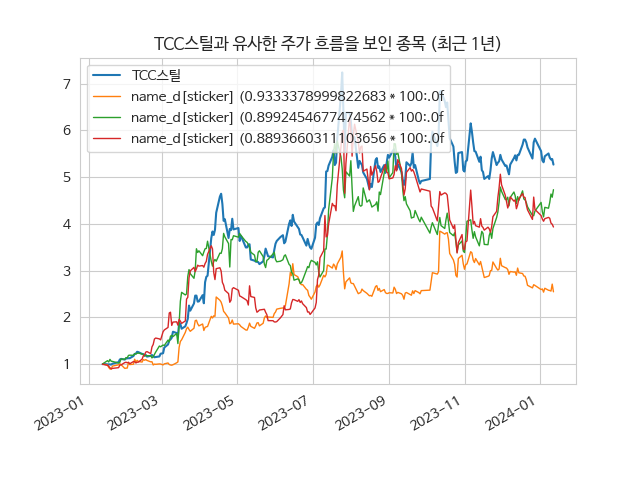 TCC스틸과 유사한 주가 흐름을 보인 종목 (최근 1년)
TCC스틸
name_d[sticker] (0.9333378999822683 * 100:.0f
name_d[sticker] (0.8992454677474562 * 100:.0f
name_d[sticker] (0.8893660311103656 * 100:.0f
7
6
5
4
3
2
1
2023-01
2023-03
2023-05
2023-07
2023-09
2023-11
2024-01